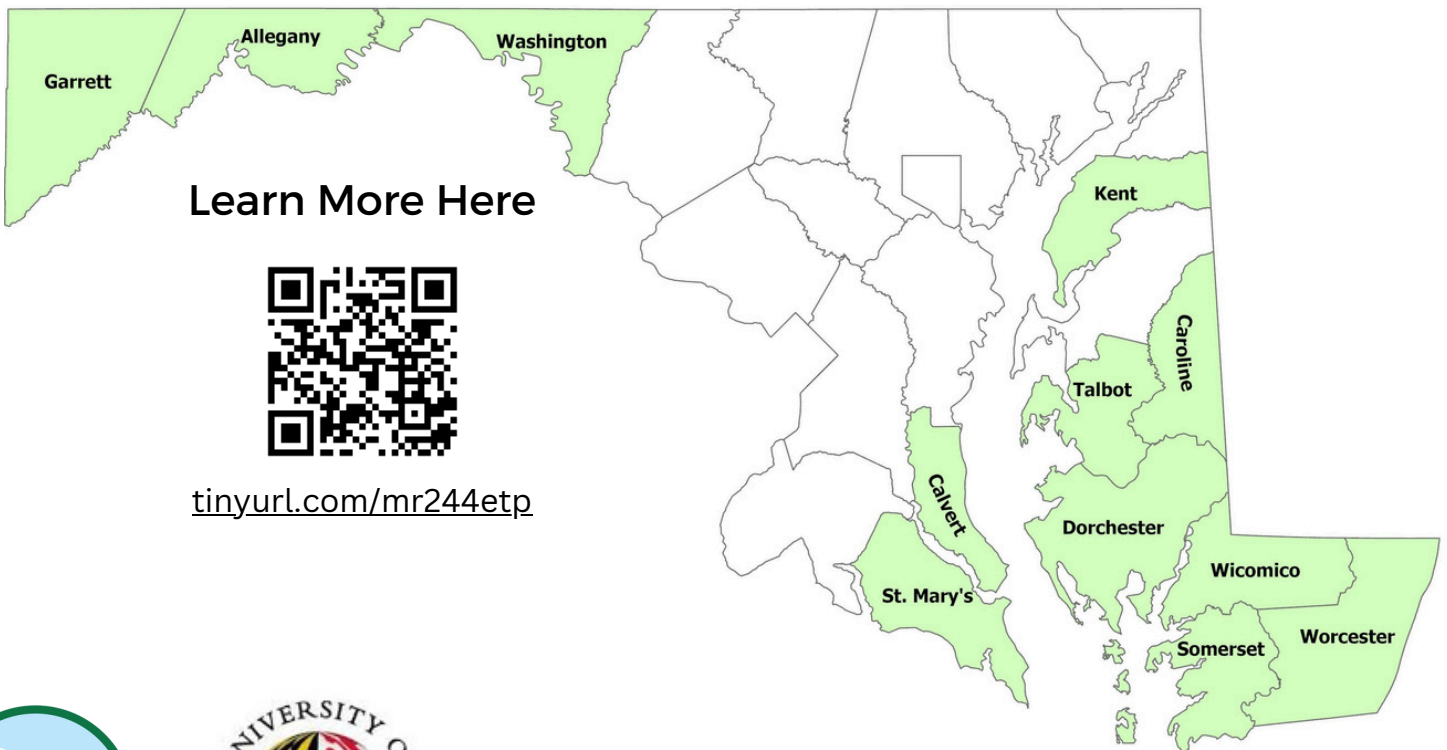 Garrett
Allegany
Washington
Learn More Here
tinyurl.com/mr244etp
Kent
Caroline
Talbot
Calvert
Dorchester
St. Mary's
Wicomico
Somerset
Worcester
UNIVERSITY O